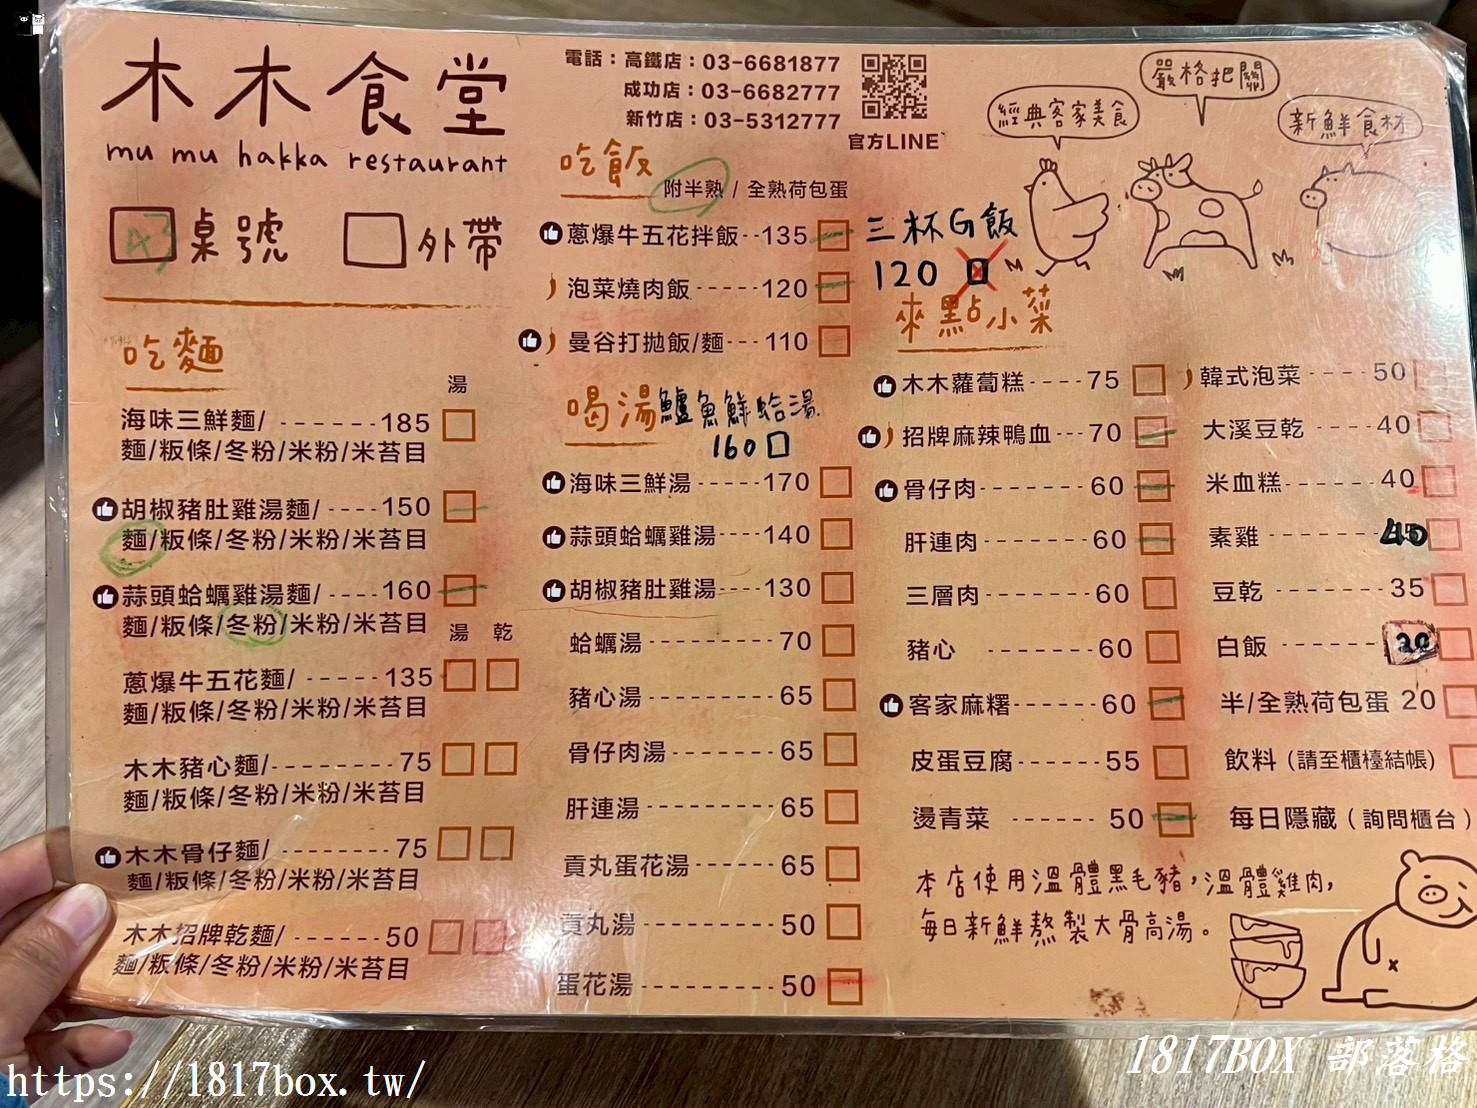 木木食堂
mu mu hakka restaurant
桌號 外帶
電話：高鐵店：03-6681877
成功店：03-6682777
新竹店：03-5312777
官方LINE
經典客家美食
嚴格把關
新鮮食材
吃麵
湯
海味三鮮麵/ ------ 185
麵/粄條/冬粉/米粉/米苔目
胡椒豬肚雞湯麵/ ---- 150
麵/粄條/冬粉/米粉/米苔目
蒜頭蛤蠣雞湯麵/ ---- 160
麵/粄條/冬粉/米粉/米苔目
湯 乾
蔥爆牛五花麵/ ----- 135
麵/粄條/冬粉/米粉/米苔目
木木豬心麵/-------- 75
麵/粄條/冬粉/米粉/米苔目
木木骨仔麵/ ------- 75
麵/粄條/冬粉/米粉/米苔目
木木招牌乾麵/ ------ 50
麵/粄條/冬粉/米粉/米苔目
吃飯
附半熟 / 全熟荷包蛋
蔥爆牛五花拌飯--135
泡菜燒肉飯-----120
曼谷打拋飯/麵---110
三杯G飯
120
喝湯
鱸魚鮮蛤湯
160
海味三鮮湯-----170
蒜頭蛤蠣雞湯---140
胡椒豬肚雞湯---130
蛤蠣湯 --------- 70
豬心湯 --------- 65
骨仔肉湯 ------- 65
肝連湯 --------- 65
貢丸蛋花湯------ 65
貢丸湯 --------- 50
蛋花湯---------- 50
來點小菜
木木蘿蔔糕---- 75
招牌麻辣鴨血--- 70
骨仔肉-------- 60
肝連肉-------- 60
三層肉-------- 60
豬心 -------- 60
客家麻糬------ 60
皮蛋豆腐------ 55
燙青菜 ------ 50
韓式泡菜 ---- 50
大溪豆乾 ---- 40
米血糕------- 40
素雞 ------- 45
豆乾 ------- 35
白飯 ------ 20
半/全熟荷包蛋 20
飲料 (請至櫃檯結帳)
每日隱藏 ( 詢問櫃台 )
本店使用溫體黑毛豬，溫體雞肉，
每日新鮮熬製大骨高湯。
https://1817box.tw/
1817BOX 部落格